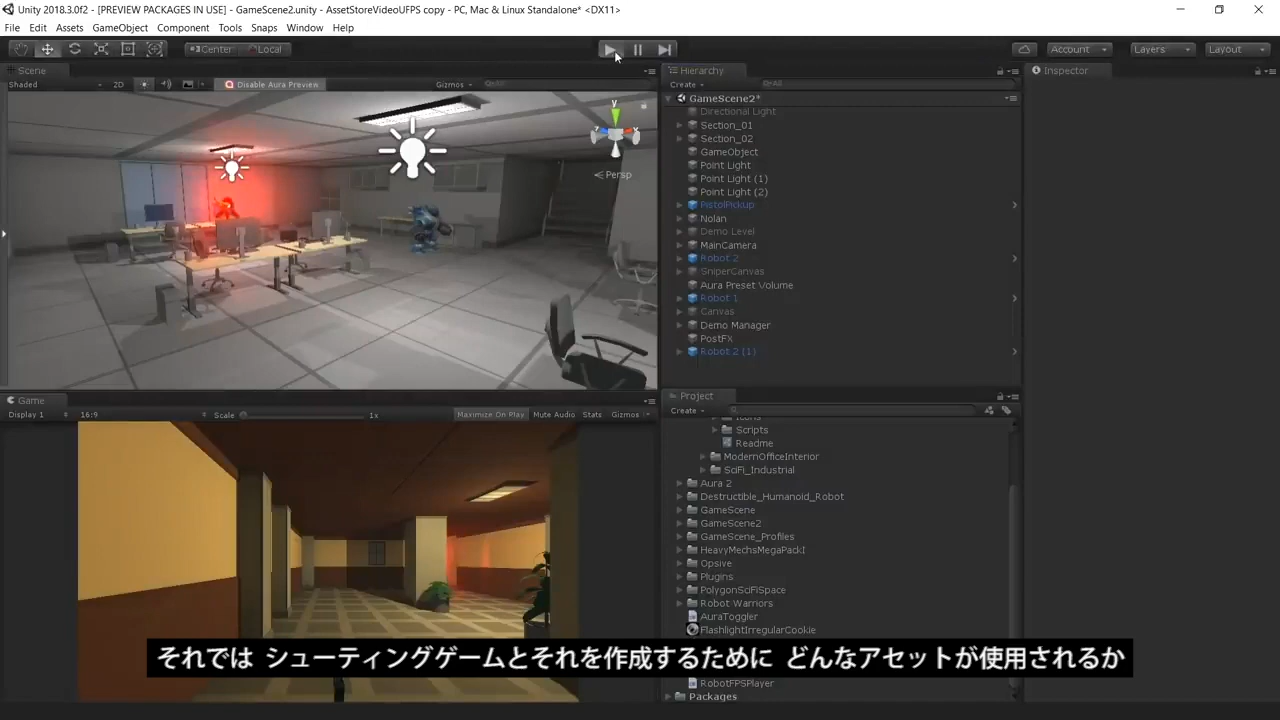 Unity 2018.3.0f2 - [PREVIEW PACKAGES IN USE] - GameScene2.unity - AssetStoreVideoUFPS copy - PC, Mac & Linux Standalone* <DX11>
File Edit Assets GameObject Component Tools Snaps Window Help
Center Local Account Layers Layout
Scene
Shaded 2D Disable Aura Preview Gizmos All
y
x
Persp
Hierarchy
Create All
GameScene2*
Directional Light
Section_01
Section_02
GameObject
Point Light
Point Light (1)
Point Light (2)
PistolPickup
Nolan
Demo Level
MainCamera
Robot 2
SniperCanvas
Aura Preset Volume
Robot 1
Canvas
Demo Manager
PostFX
Robot 2 (1)
Inspector
Game
Display 1 16:9 Scale 1x Maximize On Play Mute Audio Stats Gizmos
Project
Create
Icons
Scripts
Readme
ModernOfficeInterior
SciFi_Industrial
Aura 2
Destructible_Humanoid_Robot
GameScene
GameScene2
GameScene_Profiles
HeavyMechsMegaPackI
Opsive
Plugins
PolygonSciFiSpace
Robot Warriors
AuraToggler
FlashlightIrregularCookie
RobotFPSPlayer
Packages
それでは シューティングゲームとそれを作成するために どんなアセットが使用されるか